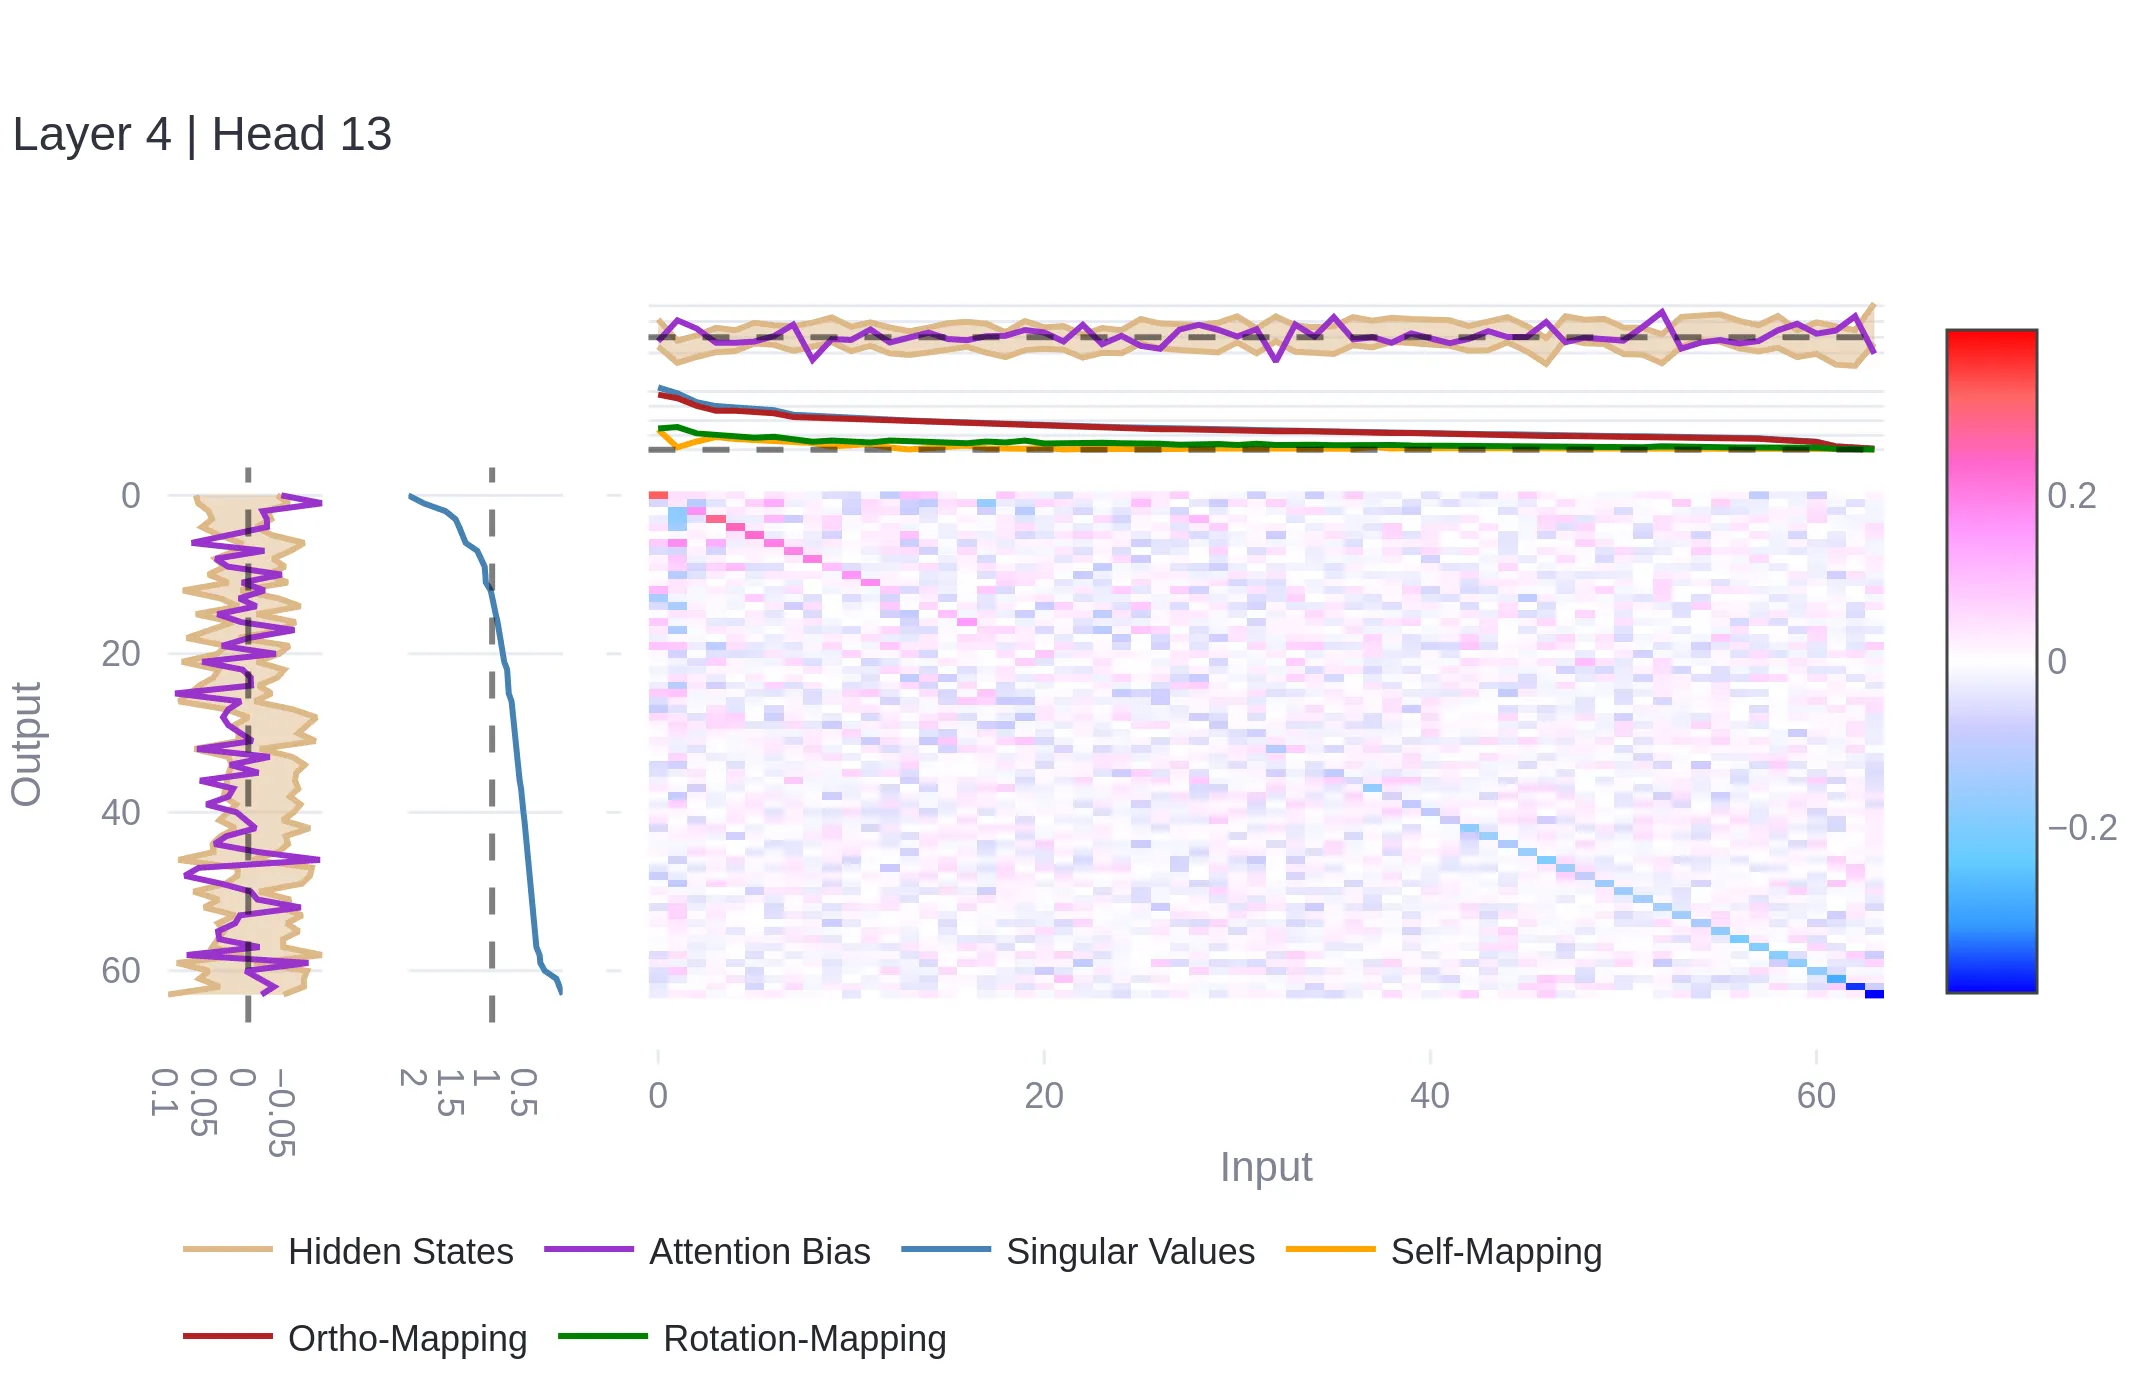 Layer 4 | Head 13
0
20
40
60
Output
0.1
0.05
0
−0.05
2
1.5
1
0.5
0
20
40
60
Input
0.2
0
−0.2
Hidden States
Attention Bias
Singular Values
Self-Mapping
Ortho-Mapping
Rotation-Mapping